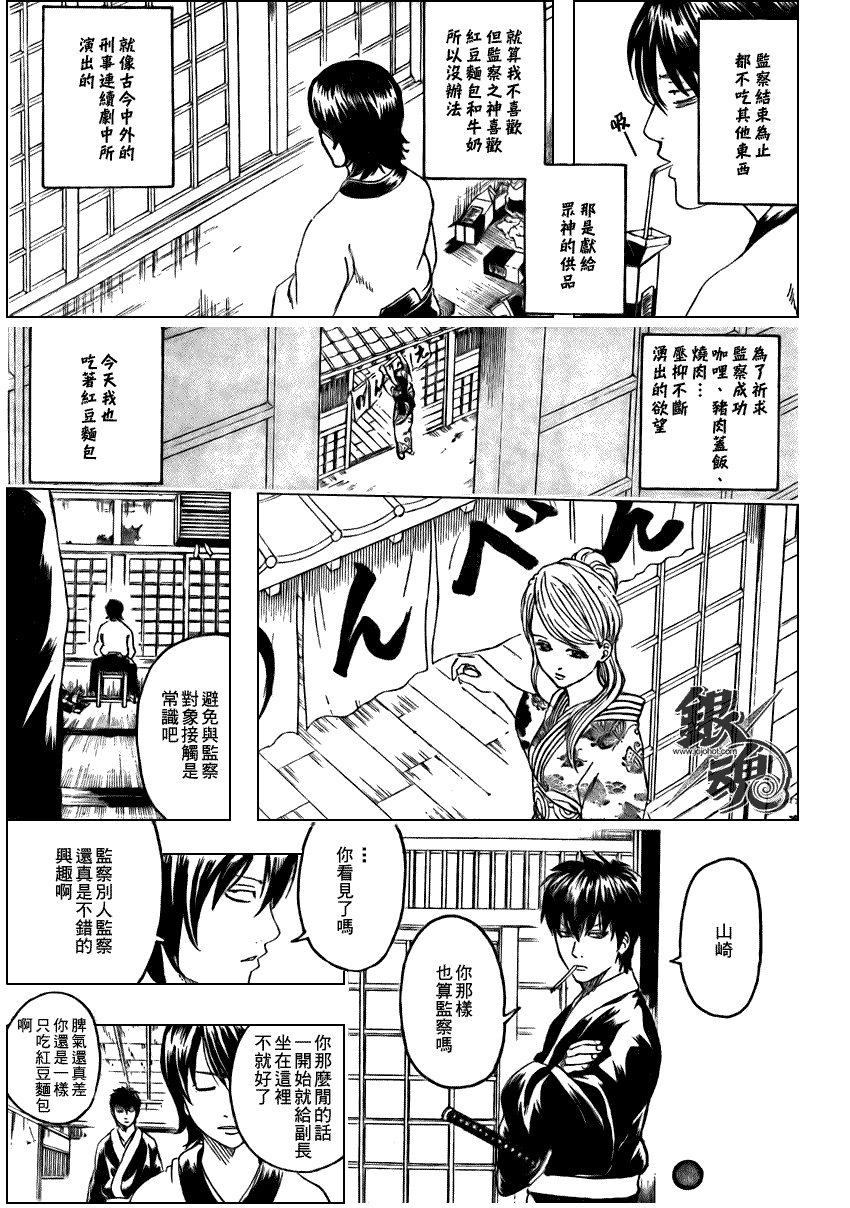 監察結束為止
都不吃其他東西
吸
就算我不喜歡
但監察之神喜歡
紅豆麵包和牛奶
所以沒辦法
那是獻給
眾神的供品
就像古今中外的
刑事連續劇中所
演出的
為了祈求
監察成功
咖哩、豬肉蓋飯、
燒肉…
壓抑不斷
湧出的欲望
今天我也
吃著紅豆麵包
んべん
銀魂
www.jojohot.com
避免與監察
對象接觸是
常識吧
山崎
你那樣
也算監察嗎
…
你看見了嗎
監察別人監察
還真是不錯的
興趣啊
你那麼閒的話
一開始就給副長
坐在這裡
不就好了
脾氣還真差
你還是一樣
只吃紅豆麵包
啊